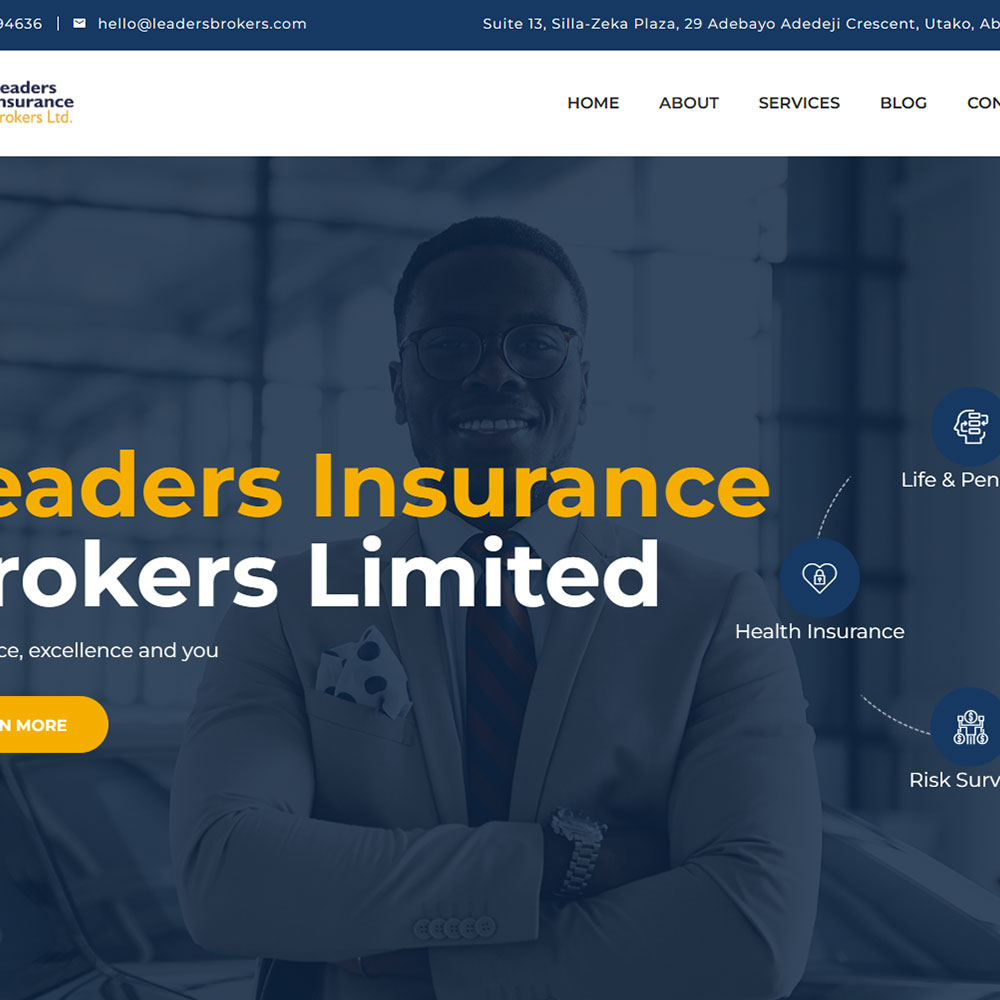 94636 | hello@leadersbrokers.com Suite 13, Silla-Zeka Plaza, 29 Adebayo Adedeji Crescent, Utako, Ab
eaders
nsurance
rokers Ltd.
HOME ABOUT SERVICES BLOG CON
eaders Insurance
rokers Limited
ce, excellence and you
N MORE
Life & Pen
Health Insurance
Risk Surv